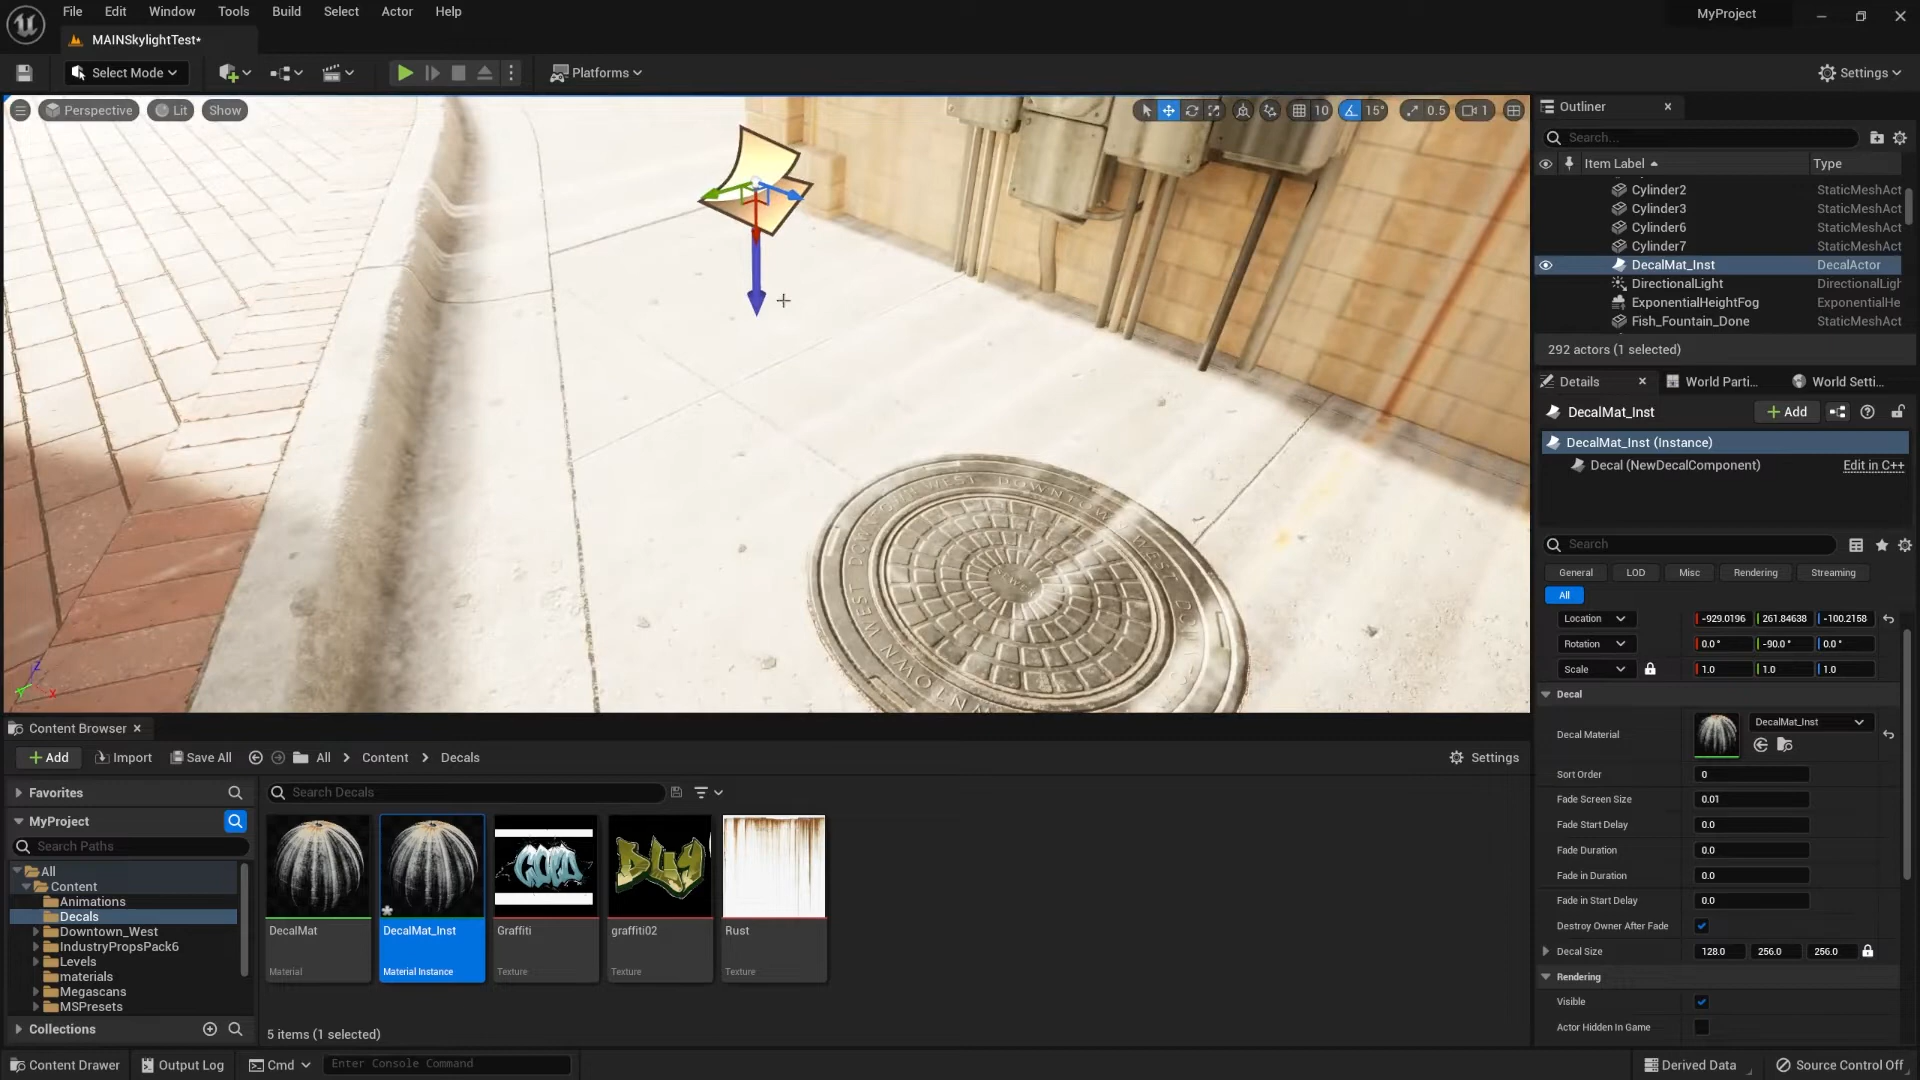 File Edit Window Tools Build Select Actor Help
MyProject
MAINSkylightTest*
Select Mode
Platforms
Settings
Perspective Lit Show
10 15° 0.5 1
DOWNTOWN WEST DOWNTOWN WEST
Outliner
Search...
Item Label Type
Cylinder2 StaticMeshAct
Cylinder3 StaticMeshAct
Cylinder6 StaticMeshAct
Cylinder7 StaticMeshAct
DecalMat_Inst DecalActor
DirectionalLight DirectionalLigh
ExponentialHeightFog ExponentialHe
Fish_Fountain_Done StaticMeshAct
292 actors (1 selected)
Details World Parti... World Setti...
DecalMat_Inst Add
DecalMat_Inst (Instance)
Decal (NewDecalComponent) Edit in C++
Search
General LOD Misc Rendering Streaming
All
Location -929.0196 261.84638 -100.2158
Rotation 0.0 ° -90.0 ° 0.0 °
Scale 1.0 1.0 1.0
Decal
Decal Material DecalMat_Inst
Sort Order 0
Fade Screen Size 0.01
Fade Start Delay 0.0
Fade Duration 0.0
Fade in Duration 0.0
Fade in Start Delay 0.0
Destroy Owner After Fade
Decal Size 128.0 256.0 256.0
Rendering
Visible
Actor Hidden In Game
Content Browser
Add Import Save All All > Content > Decals Settings
Favorites
MyProject
Search Paths
All
Content
Animations
Decals
Downtown_West
IndustryPropsPack6
Levels
materials
Megascans
MSPresets
Collections
Search Decals
DecalMat DecalMat_Inst Graffiti graffiti02 Rust
Material Material Instance Texture Texture Texture
5 items (1 selected)
Content Drawer Output Log Cmd Enter Console Command
Derived Data Source Control Off